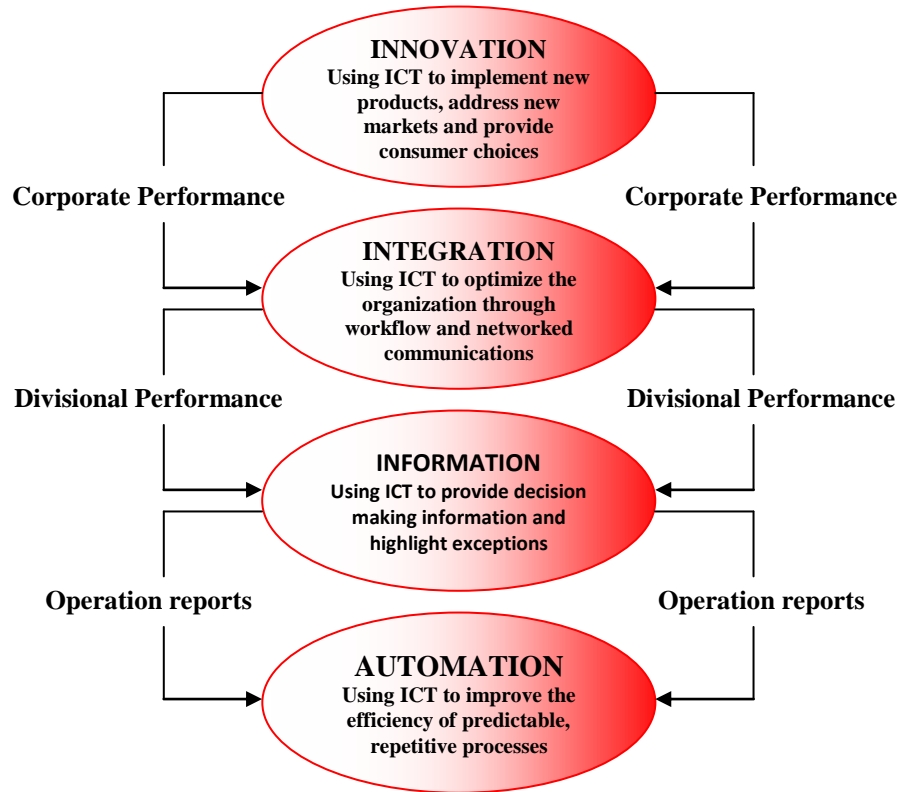 INNOVATION
Using ICT to implement new
products, address new
markets and provide
consumer choices
Corporate Performance
Corporate Performance
INTEGRATION
Using ICT to optimize the
organization through
workflow and networked
communications
Divisional Performance
Divisional Performance
INFORMATION
Using ICT to provide decision
making information and
highlight exceptions
Operation reports
Operation reports
AUTOMATION
Using ICT to improve the
efficiency of predictable,
repetitive processes